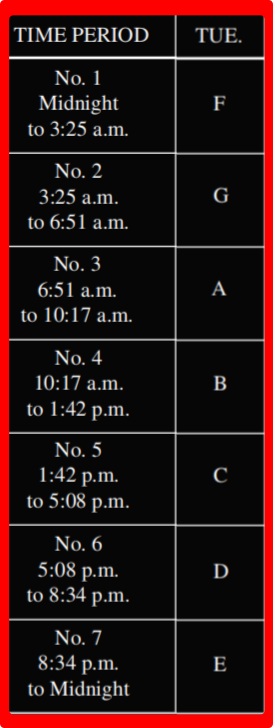 TIME PERIOD TUE.
No. 1
Midnight F
to 3:25 a.m.
No. 2
3:25 a.m. G
to 6:51 a.m.
No. 3
6:51 a.m. A
to 10:17 a.m.
No. 4
10:17 a.m. B
to 1:42 p.m.
No. 5
1:42 p.m. C
to 5:08 p.m.
No. 6
5:08 p.m. D
to 8:34 p.m.
No. 7
8:34 p.m. E
to Midnight